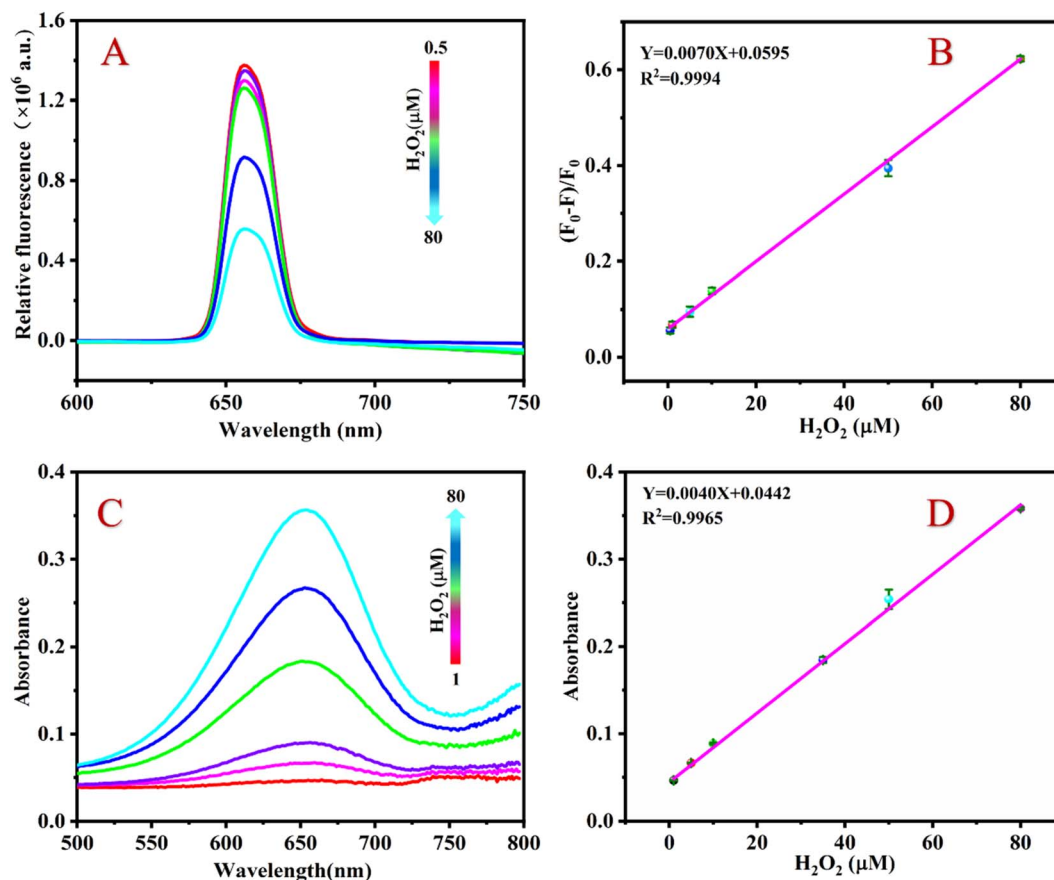 A
Relative fluorescence (×10⁶ a.u.)
1.6
1.2
0.8
0.4
0.0
0.5
H₂O₂(μM)
80
600
650
700
750
Wavelength (nm)
B
Y=0.0070X+0.0595
R²=0.9994
(F₀-F)/F₀
0.6
0.4
0.2
0.0
0
20
40
60
80
H₂O₂ (μM)
C
Absorbance
0.4
0.3
0.2
0.1
0.0
80
H₂O₂ (μM)
1
500
550
600
650
700
750
800
Wavelength(nm)
D
Y=0.0040X+0.0442
R²=0.9965
Absorbance
0.4
0.3
0.2
0.1
0.0
0
20
40
60
80
H₂O₂ (μM)